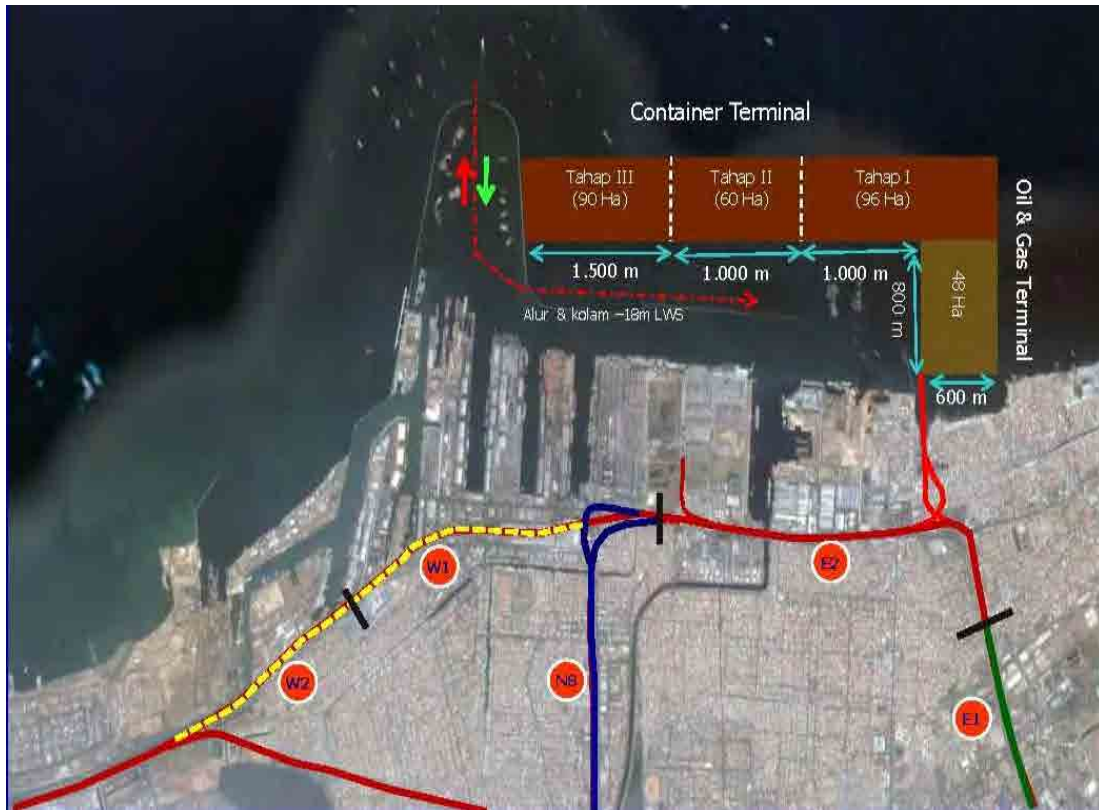 Container Terminal
Tahap III
(90 Ha)
Tahap II
(60 Ha)
Tahap I
(96 Ha)
Oil & Gas Terminal
1.500 m
1.000 m
1.000 m
800 m
48 Ha
Alur & kolam -18m LWS
600 m
W1
E2
W2
N8
E1